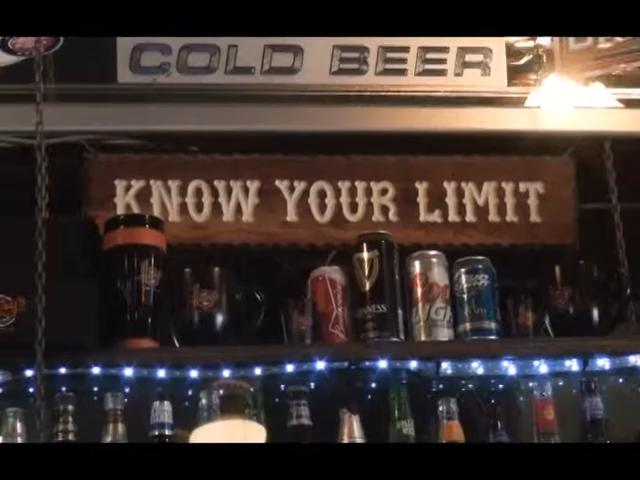 COLD BEER
KNOW YOUR LIMIT
GUINNESS
Coors
LIGHT